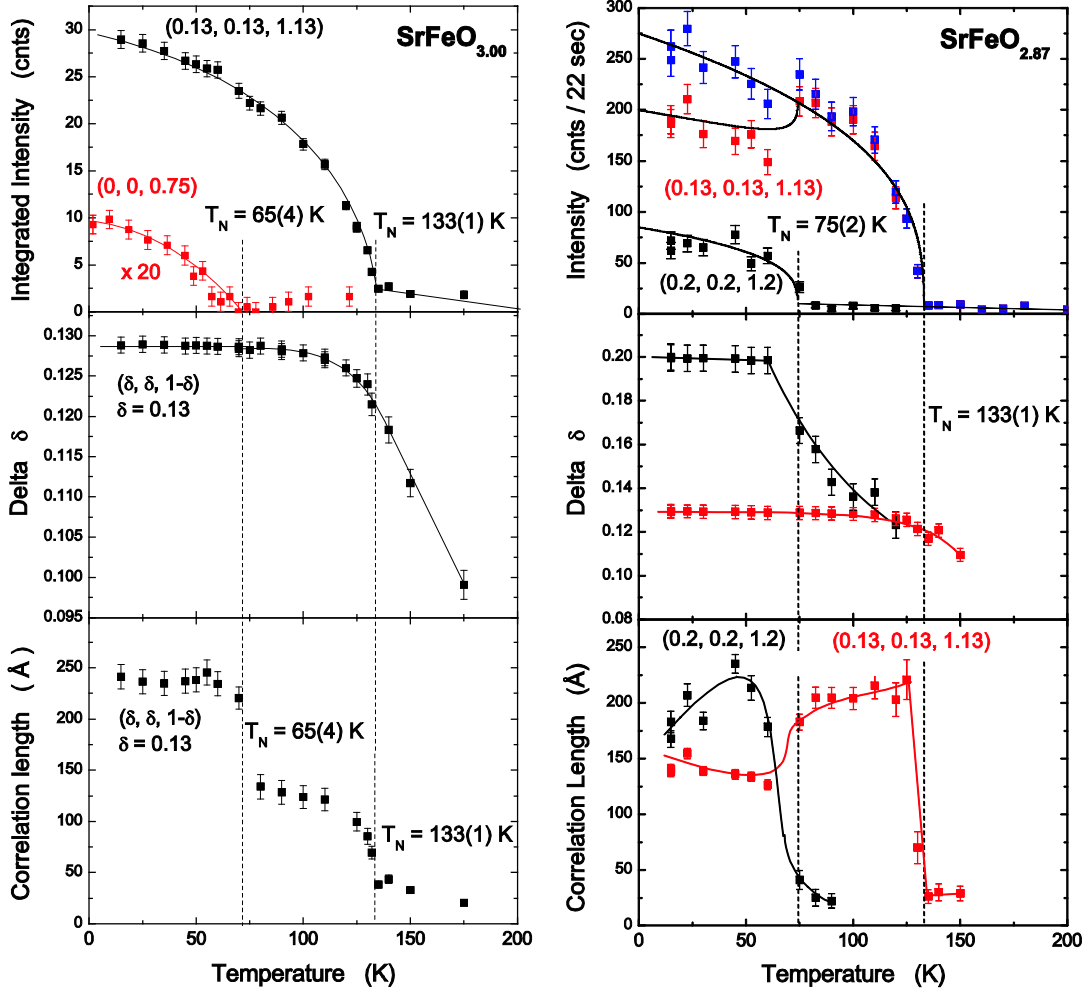 SrFeO3.00
(0.13, 0.13, 1.13)
(0, 0, 0.75)
x 20
TN = 65(4) K
TN = 133(1) K
Integrated Intensity (cnts)
35
30
25
20
15
10
5
0
(δ, δ, 1-δ)
δ = 0.13
Delta δ
0.130
0.125
0.120
0.115
0.110
0.105
0.100
0.095
(δ, δ, 1-δ)
δ = 0.13
TN = 65(4) K
TN = 133(1) K
Correlation length (Å)
250
200
150
100
50
0
0 50 100 150 200
Temperature (K)
SrFeO2.87
(0.13, 0.13, 1.13)
TN = 75(2) K
(0.2, 0.2, 1.2)
Intensity (cnts / 22 sec)
300
250
200
150
100
50
0
TN = 133(1) K
Delta δ
0.20
0.18
0.16
0.14
0.12
0.10
0.08
(0.2, 0.2, 1.2)
(0.13, 0.13, 1.13)
Correlation Length (Å)
250
200
150
100
50
0
0 50 100 150 200
Temperature (K)